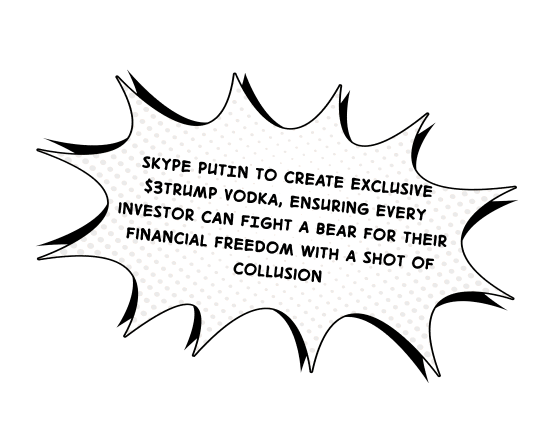 SKYPE PUTIN TO CREATE EXCLUSIVE
$3TRUMP VODKA, ENSURING EVERY
INVESTOR CAN FIGHT A BEAR FOR THEIR
FINANCIAL FREEDOM WITH A SHOT OF
COLLUSION